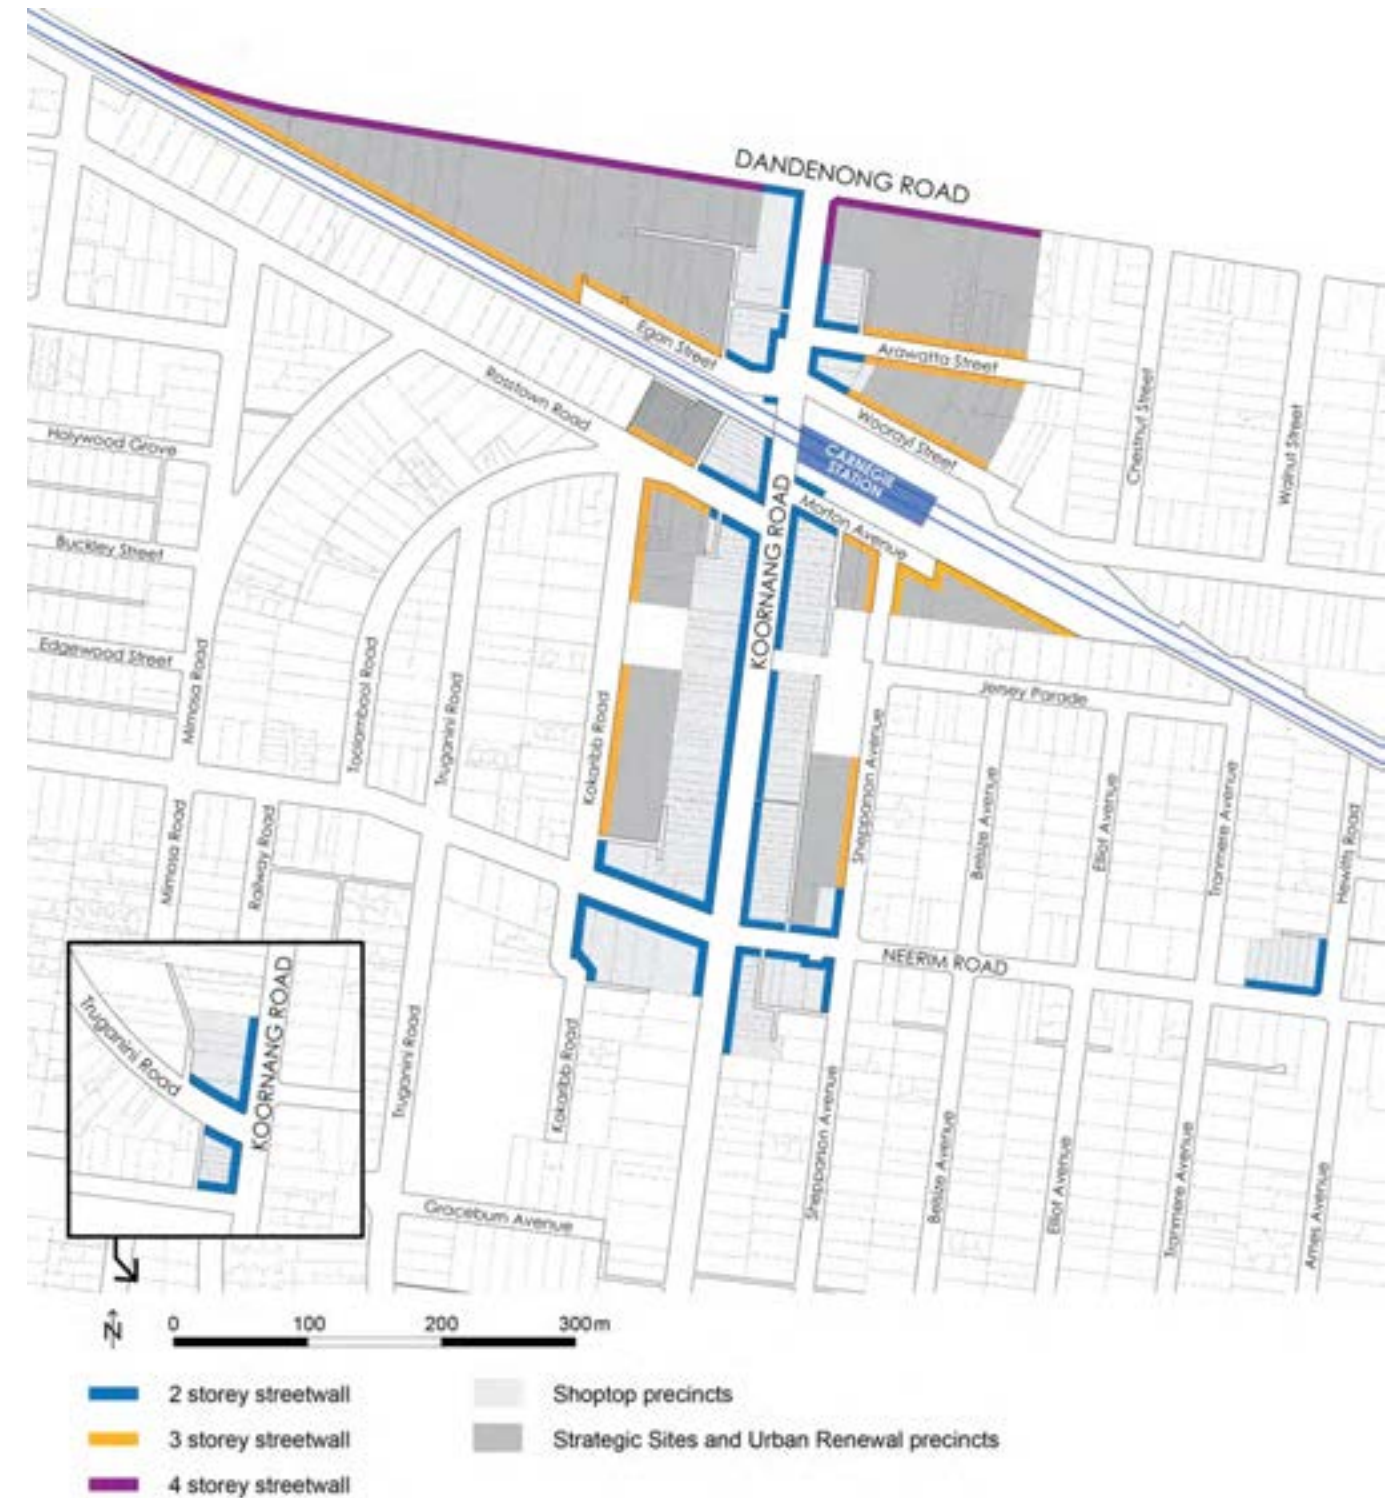 DANDENONG ROAD
Egan Street
Arawatta Street
Rosstown Road
Woorayl Street
Chestnut Street
Walnut Street
CARNEGIE
STATION
Holywood Grove
KOORNANG ROAD
Morton Avenue
Buckley Street
Edgewood Street
Mimosa Road
Toolambool Road
Truganini Road
Kokaribb Road
Jersey Parade
Shepparson Avenue
Belsize Avenue
Elliot Avenue
Tranmere Avenue
Hewitts Road
Mimosa Road
Railway Road
NEERIM ROAD
Truganini Road
KOORNANG ROAD
Truganini Road
Kokaribb Road
Shepparson Avenue
Belsize Avenue
Elliot Avenue
Tranmere Avenue
Ames Avenue
Graceburn Avenue
N
0 100 200 300m
2 storey streetwall
Shoptop precincts
3 storey streetwall
Strategic Sites and Urban Renewal precincts
4 storey streetwall